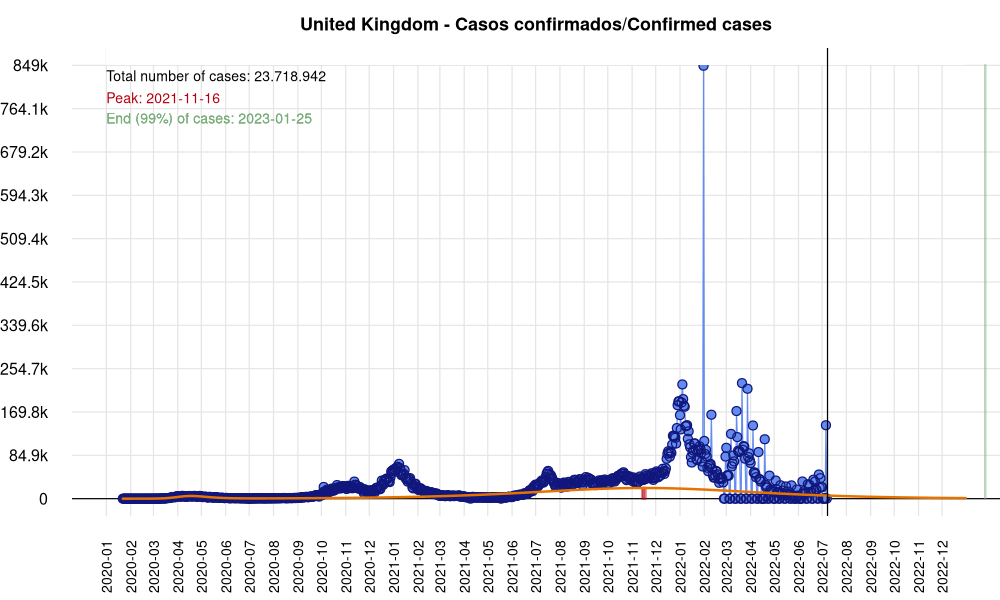 United Kingdom - Casos confirmados/Confirmed cases
849k
Total number of cases: 23.718.942
Peak: 2021-11-16
764.1k
End (99%) of cases: 2023-01-25
679.2k
594.3k
509.4k
424.5k
339.6k
254.7k
169.8k
84.9k
0
2020-01
2020-02
2020-03
2020-04
2020-05
2020-06
2020-07
2020-08
2020-09
2020-10
2020-11
2020-12
2021-01
2021-02
2021-03
2021-04
2021-05
2021-06
2021-07
2021-08
2021-09
2021-10
2021-11
2021-12
2022-01
2022-02
2022-03
2022-04
2022-05
2022-06
2022-07
2022-08
2022-09
2022-10
2022-11
2022-12